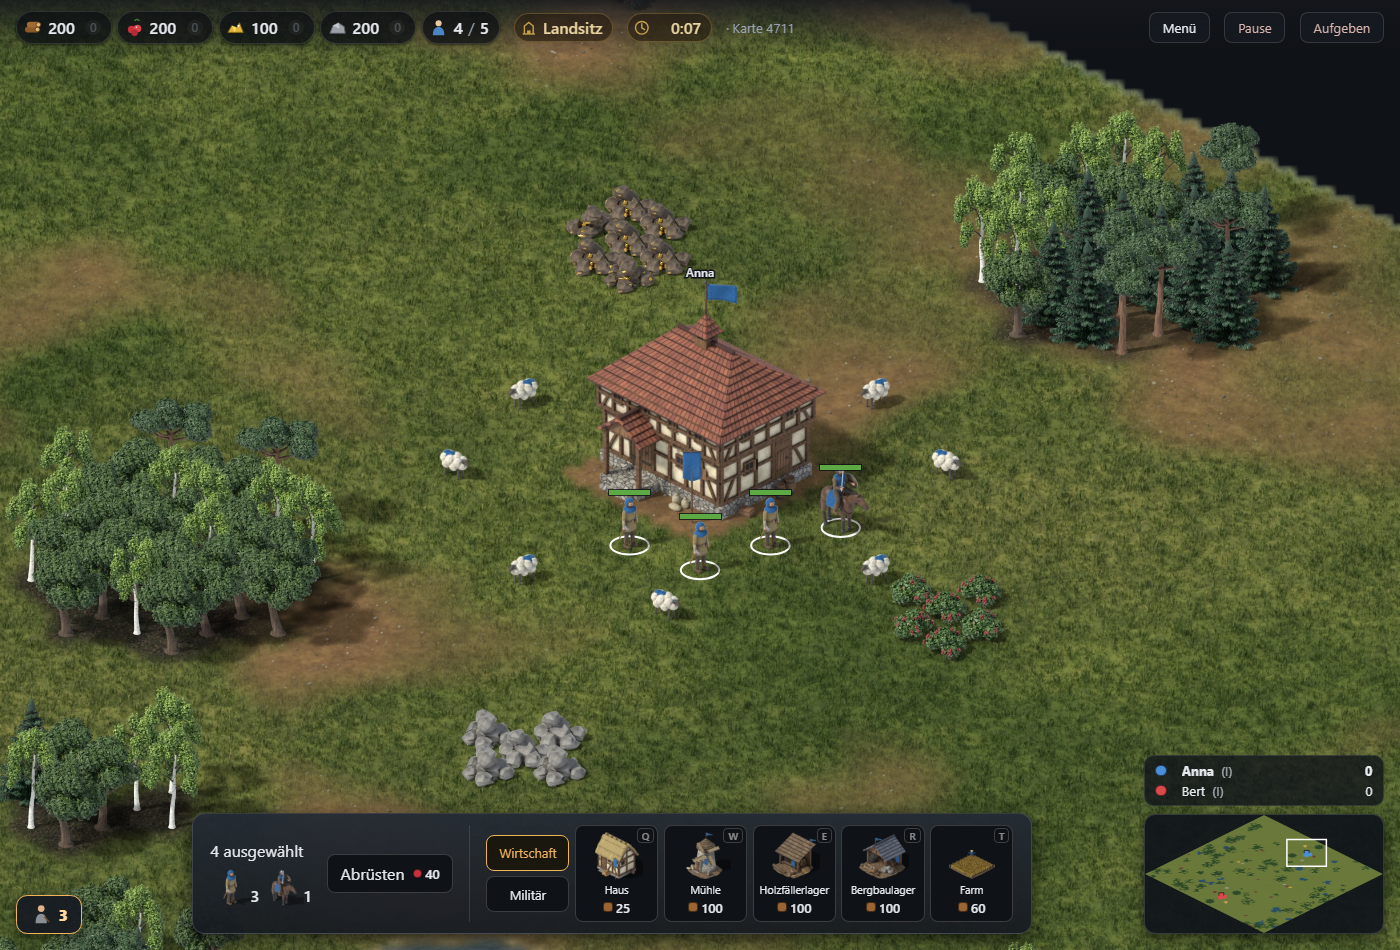 200 0 200 0 100 0 200 0 4 / 5 Landsitz 0:07 · Karte 4711 Menü Pause Aufgeben
Anna
Anna (I) 0
Bert (I) 0
4 ausgewählt
3 1
Abrüsten 40
Wirtschaft
Militär
Q
Haus
25
W
Mühle
100
E
Holzfällerlager
100
R
Bergbaulager
100
T
Farm
60
3